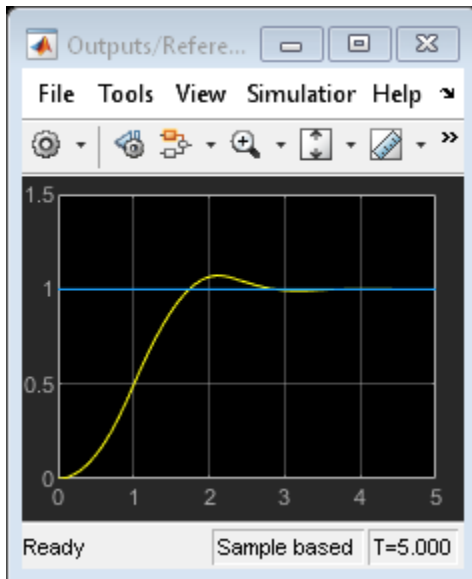 Outputs/Refere...
File Tools View Simulation Help
1.5
1
0.5
0
0 1 2 3 4 5
Ready Sample based T=5.000